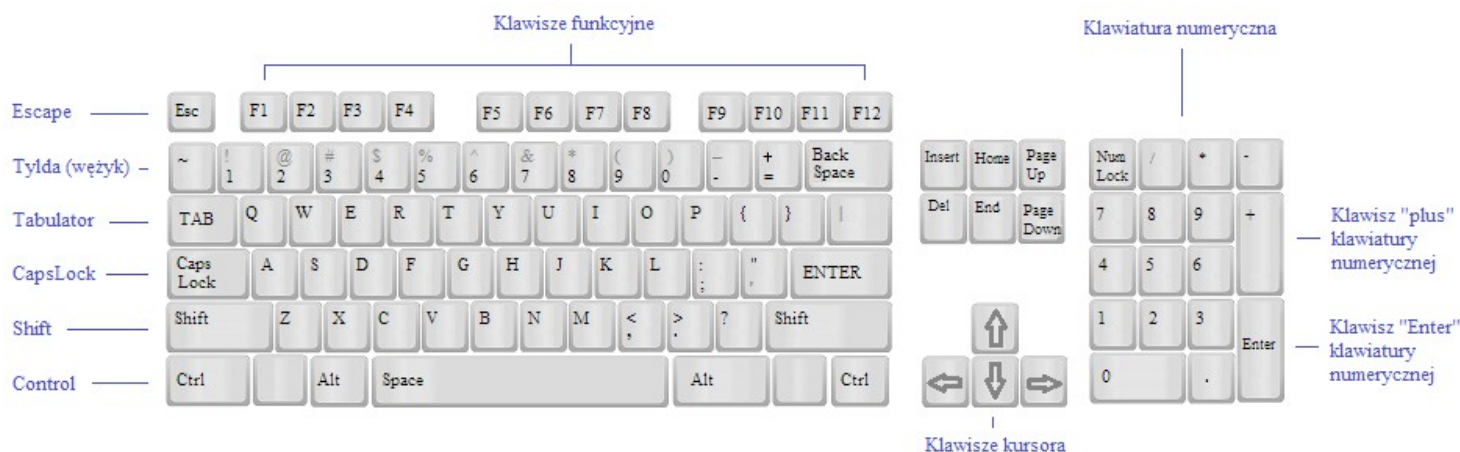 Klawisze funkcyjne
Klawiatura numeryczna
Escape
Esc F1 F2 F3 F4 F5 F6 F7 F8 F9 F10 F11 F12
Tylda (wężyk)
~ ! 1 @ 2 # 3 $ 4 % 5 ^ 6 & 7 * 8 ( 9 ) 0 – - + = Back Space
Insert Home Page Up
Num Lock / * -
Tabulator
TAB Q W E R T Y U I O P { } |
Del End Page Down
7 8 9 +
Klawisz "plus"
klawiatury
numerycznej
CapsLock
Caps Lock A S D F G H J K L : ; " ' ENTER
4 5 6
Shift
Shift Z X C V B N M < , > . ? Shift
1 2 3 Enter
Klawisz "Enter"
klawiatury
numerycznej
Control
Ctrl Alt Space Alt Ctrl
0 .
Klawisze kursora